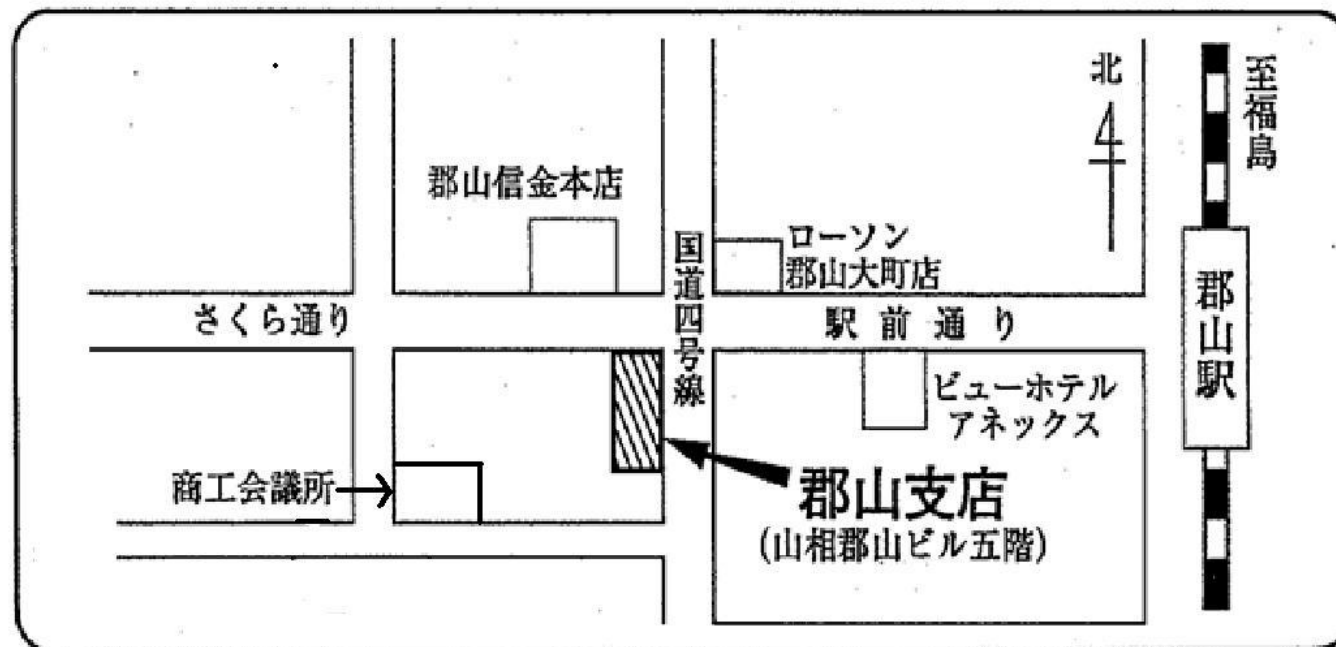 北
至福島
郡山信金本店
国道四号線
ローソン
郡山大町店
さくら通り
駅前通り
郡山駅
ビューホテル
アネックス
商工会議所
郡山支店
(山相郡山ビル五階)